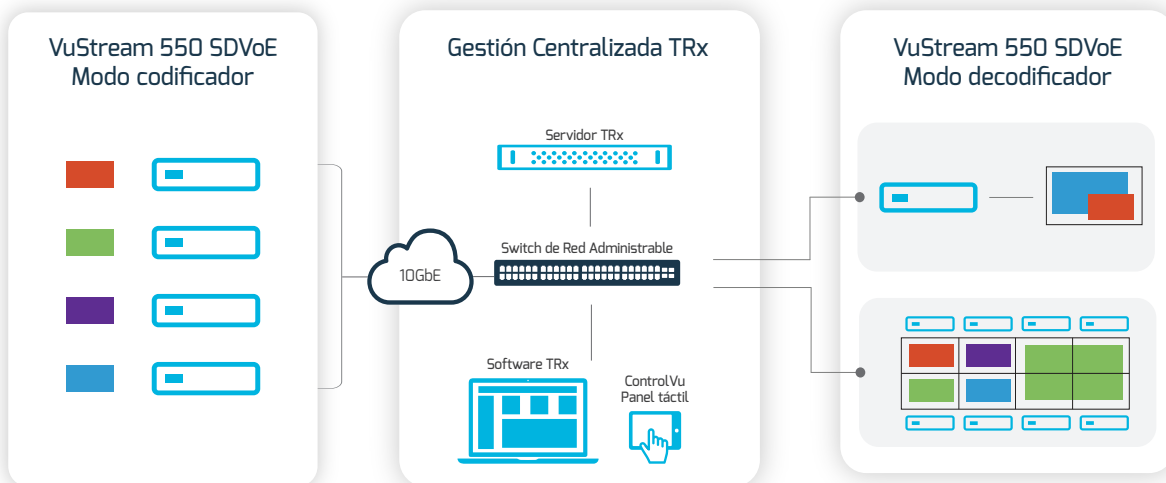 VuStream 550 SDVoE
Modo codificador
10GbE
Gestión Centralizada TRx
Servidor TRx
Switch de Red Administrable
Software TRx
ControlVu
Panel táctil
VuStream 550 SDVoE
Modo decodificador